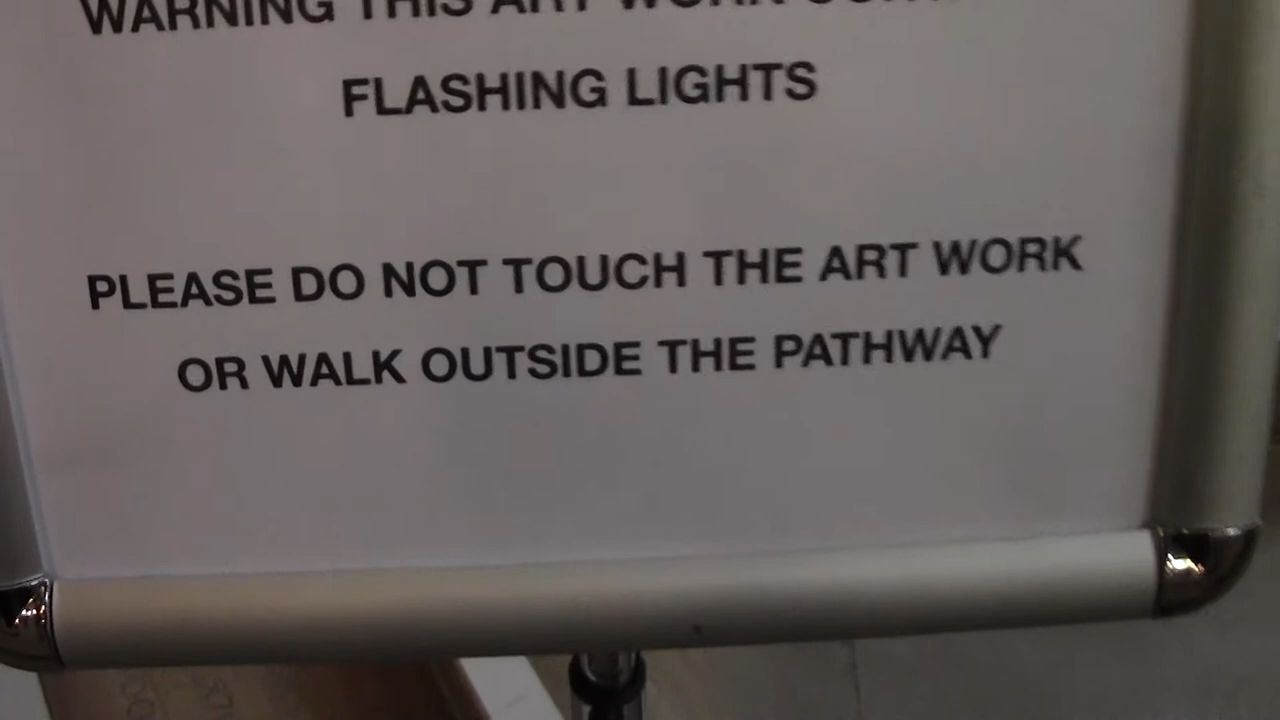 WARNING THIS ART WORK
FLASHING LIGHTS
PLEASE DO NOT TOUCH THE ART WORK
OR WALK OUTSIDE THE PATHWAY